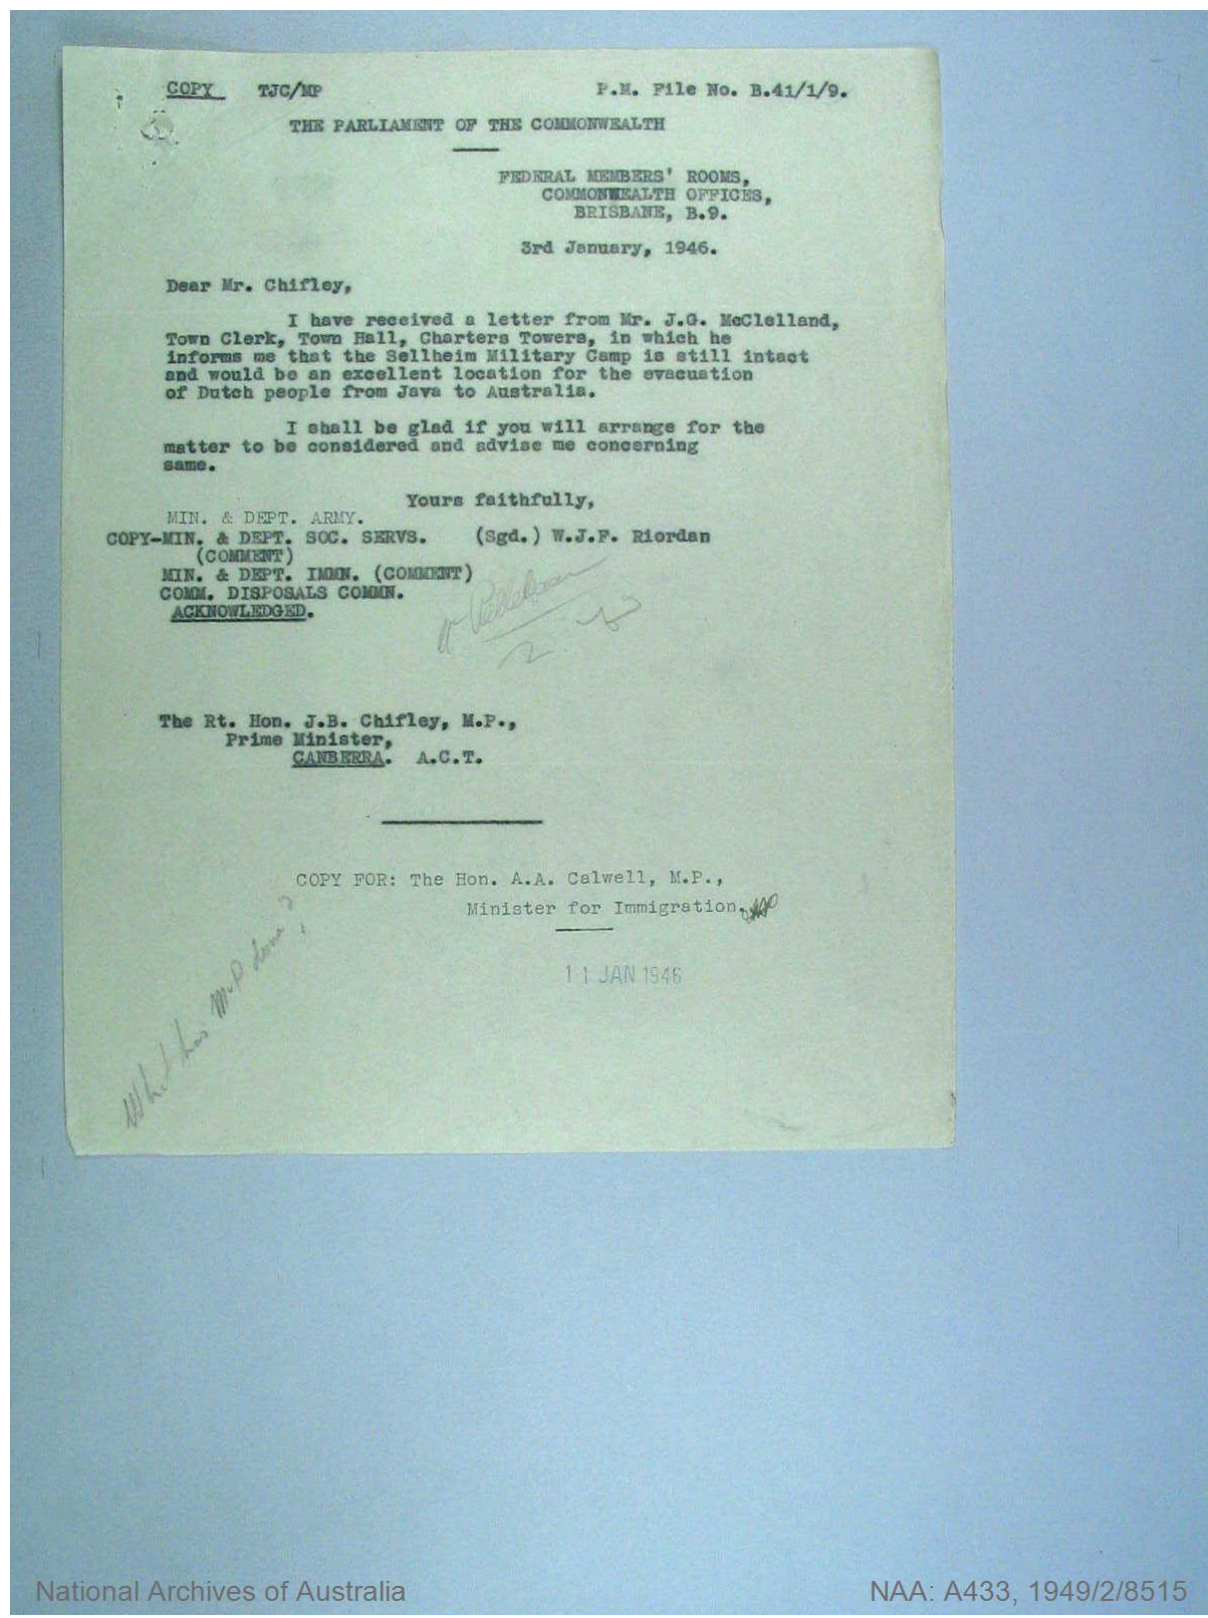 COPY TJC/MP P.M. File No. B.41/1/9.
THE PARLIAMENT OF THE COMMONWEALTH
FEDERAL MEMBERS' ROOMS,
COMMONWEALTH OFFICES,
BRISBANE, B.9.
3rd January, 1946.
Dear Mr. Chifley,
I have received a letter from Mr. J.G. McClelland,
Town Clerk, Town Hall, Charters Towers, in which he
informs me that the Sellheim Military Camp is still intact
and would be an excellent location for the evacuation
of Dutch people from Java to Australia.
I shall be glad if you will arrange for the
matter to be considered and advise me concerning
same.
Yours faithfully,
MIN. & DEPT. ARMY.
COPY-MIN. & DEPT. SOC. SERVS. (Sgd.) W.J.F. Riordan
(COMMENT)
MIN. & DEPT. IMMN. (COMMENT)
COMM. DISPOSALS COMMN.
ACKNOWLEDGED.
The Rt. Hon. J.B. Chifley, M.P.,
Prime Minister,
CANBERRA. A.C.T.
COPY FOR: The Hon. A.A. Calwell, M.P.,
Minister for Immigration.
11 JAN 1946
What has M.P. done?
National Archives of Australia NAA: A433, 1949/2/8515